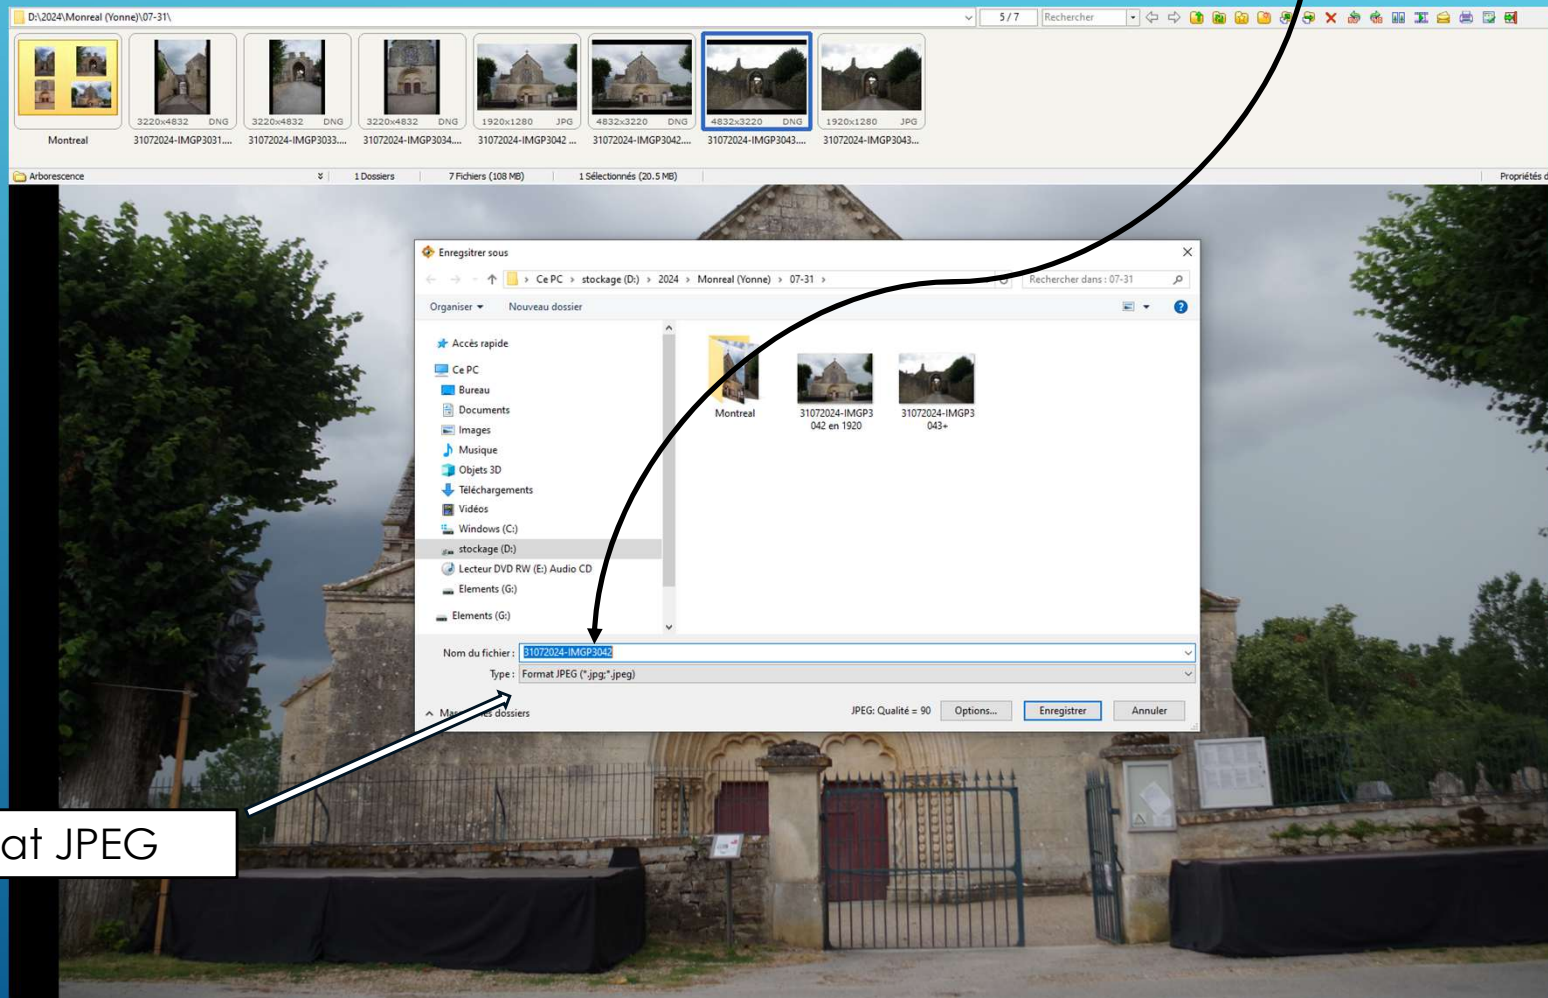 D:\2024\Monreal (Yonne)\07-31\
5 / 7
Rechercher
3220x4832 DNG
3220x4832 DNG
3220x4832 DNG
1920x1280 JPG
4832x3220 DNG
4832x3220 DNG
1920x1280 JPG
Montreal
31072024-IMGP3031....
31072024-IMGP3033....
31072024-IMGP3034....
31072024-IMGP3042 ...
31072024-IMGP3042....
31072024-IMGP3043....
31072024-IMGP3043...
Arborescence
1 Dossiers
7 Fichiers (108 MB)
1 Sélectionnés (20.5 MB)
Propriétés d
Enregsitrer sous
Ce PC > stockage (D:) > 2024 > Monreal (Yonne) > 07-31 >
Rechercher dans : 07-31
Organiser
Nouveau dossier
Accès rapide
Ce PC
Bureau
Documents
Images
Musique
Objets 3D
Téléchargements
Vidéos
Windows (C:)
stockage (D:)
Lecteur DVD RW (E:) Audio CD
Elements (G:)
Elements (G:)
Montreal
31072024-IMGP3
042 en 1920
31072024-IMGP3
043+
Nom du fichier : 31072024-IMGP3042
Type : Format JPEG (*.jpg;*.jpeg)
dossiers
JPEG: Qualité = 90
Options...
Enregistrer
Annuler
at JPEG